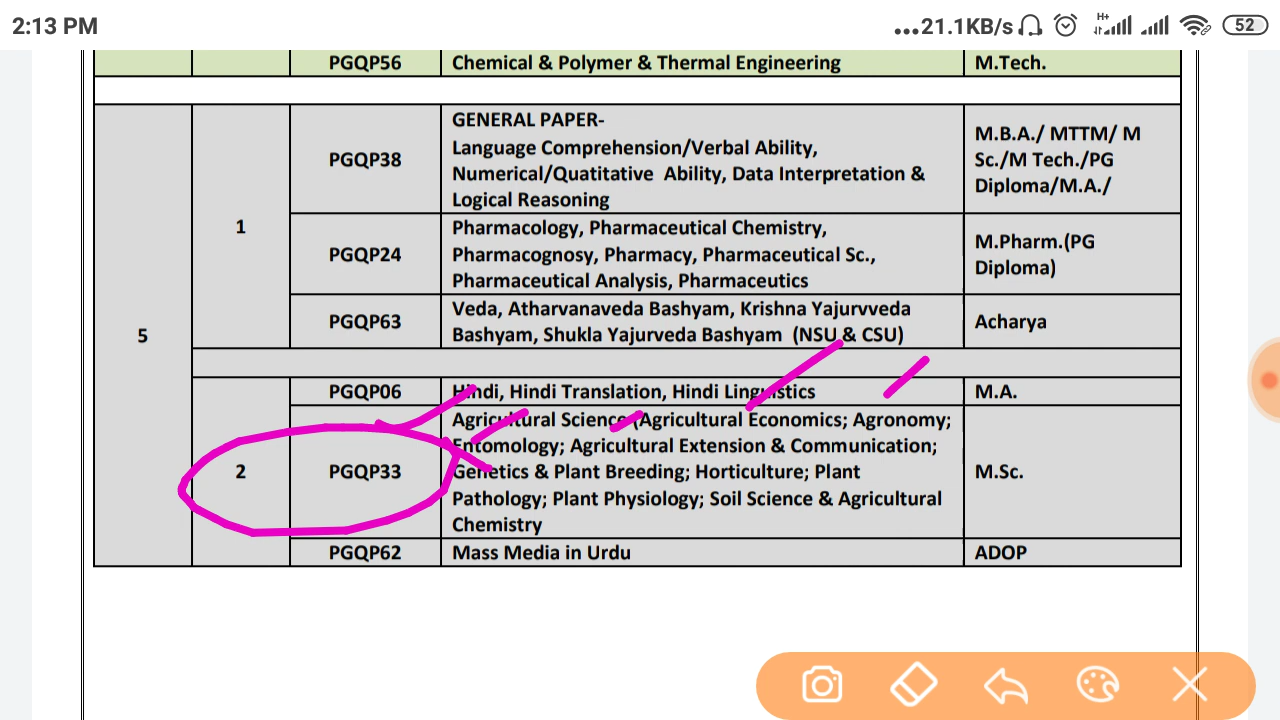 2:13 PM
...21.1KB/s H+ 52
PGQP56 Chemical & Polymer & Thermal Engineering M.Tech.
5
1
PGQP38
GENERAL PAPER-
Language Comprehension/Verbal Ability,
Numerical/Quatitative Ability, Data Interpretation &
Logical Reasoning
M.B.A./ MTTM/ M
Sc./M Tech./PG
Diploma/M.A./
PGQP24
Pharmacology, Pharmaceutical Chemistry,
Pharmacognosy, Pharmacy, Pharmaceutical Sc.,
Pharmaceutical Analysis, Pharmaceutics
M.Pharm.(PG
Diploma)
PGQP63
Veda, Atharvanaveda Bashyam, Krishna Yajurvveda
Bashyam, Shukla Yajurveda Bashyam (NSU & CSU)
Acharya
2
PGQP06 Hindi, Hindi Translation, Hindi Linguistics M.A.
PGQP33
Agricultural Science (Agricultural Economics; Agronomy;
Entomology; Agricultural Extension & Communication;
Genetics & Plant Breeding; Horticulture; Plant
Pathology; Plant Physiology; Soil Science & Agricultural
Chemistry
M.Sc.
PGQP62 Mass Media in Urdu ADOP